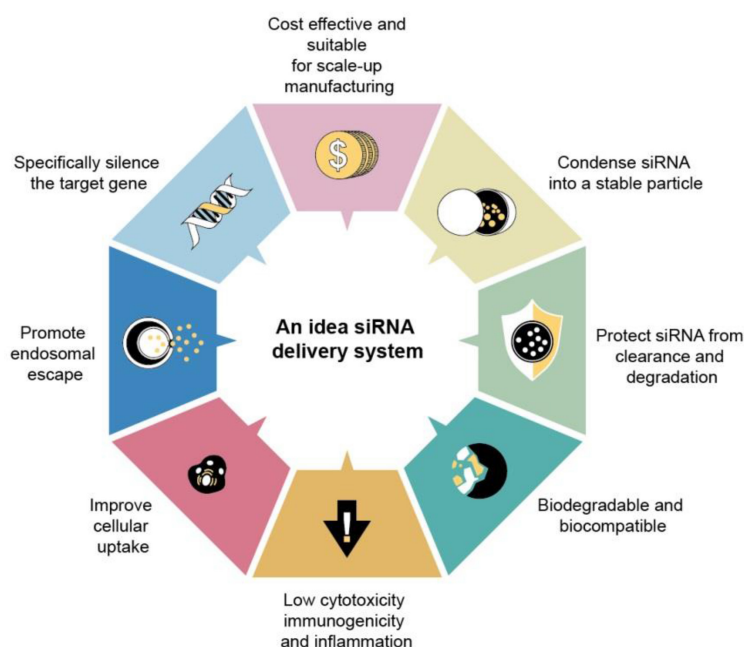 Cost effective and
suitable
for scale-up
manufacturing
$
Specifically silence
the target gene
Condense siRNA
into a stable particle
An idea siRNA
delivery system
Promote
endosomal
escape
Protect siRNA from
clearance and
degradation
Improve
cellular
uptake
Biodegradable and
biocompatible
!
Low cytotoxicity
immunogenicity
and inflammation